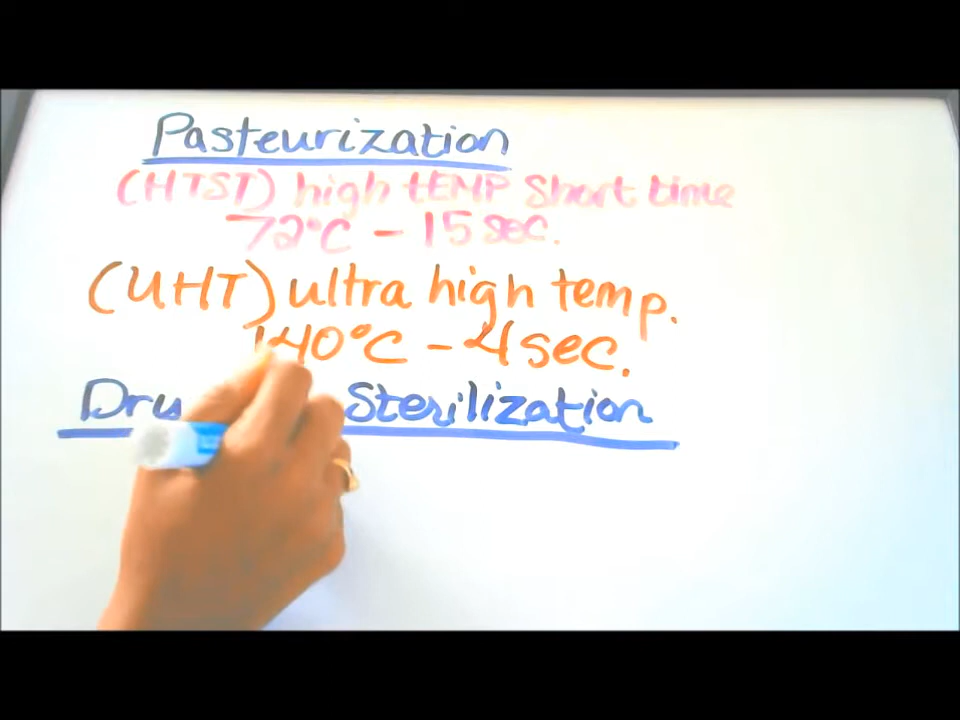 Pasteurization
(HTST) high tEMP Short time
72°C - 15 sec.
(UHT) ultra high temp.
140°C - 4 sec.
Sterilization